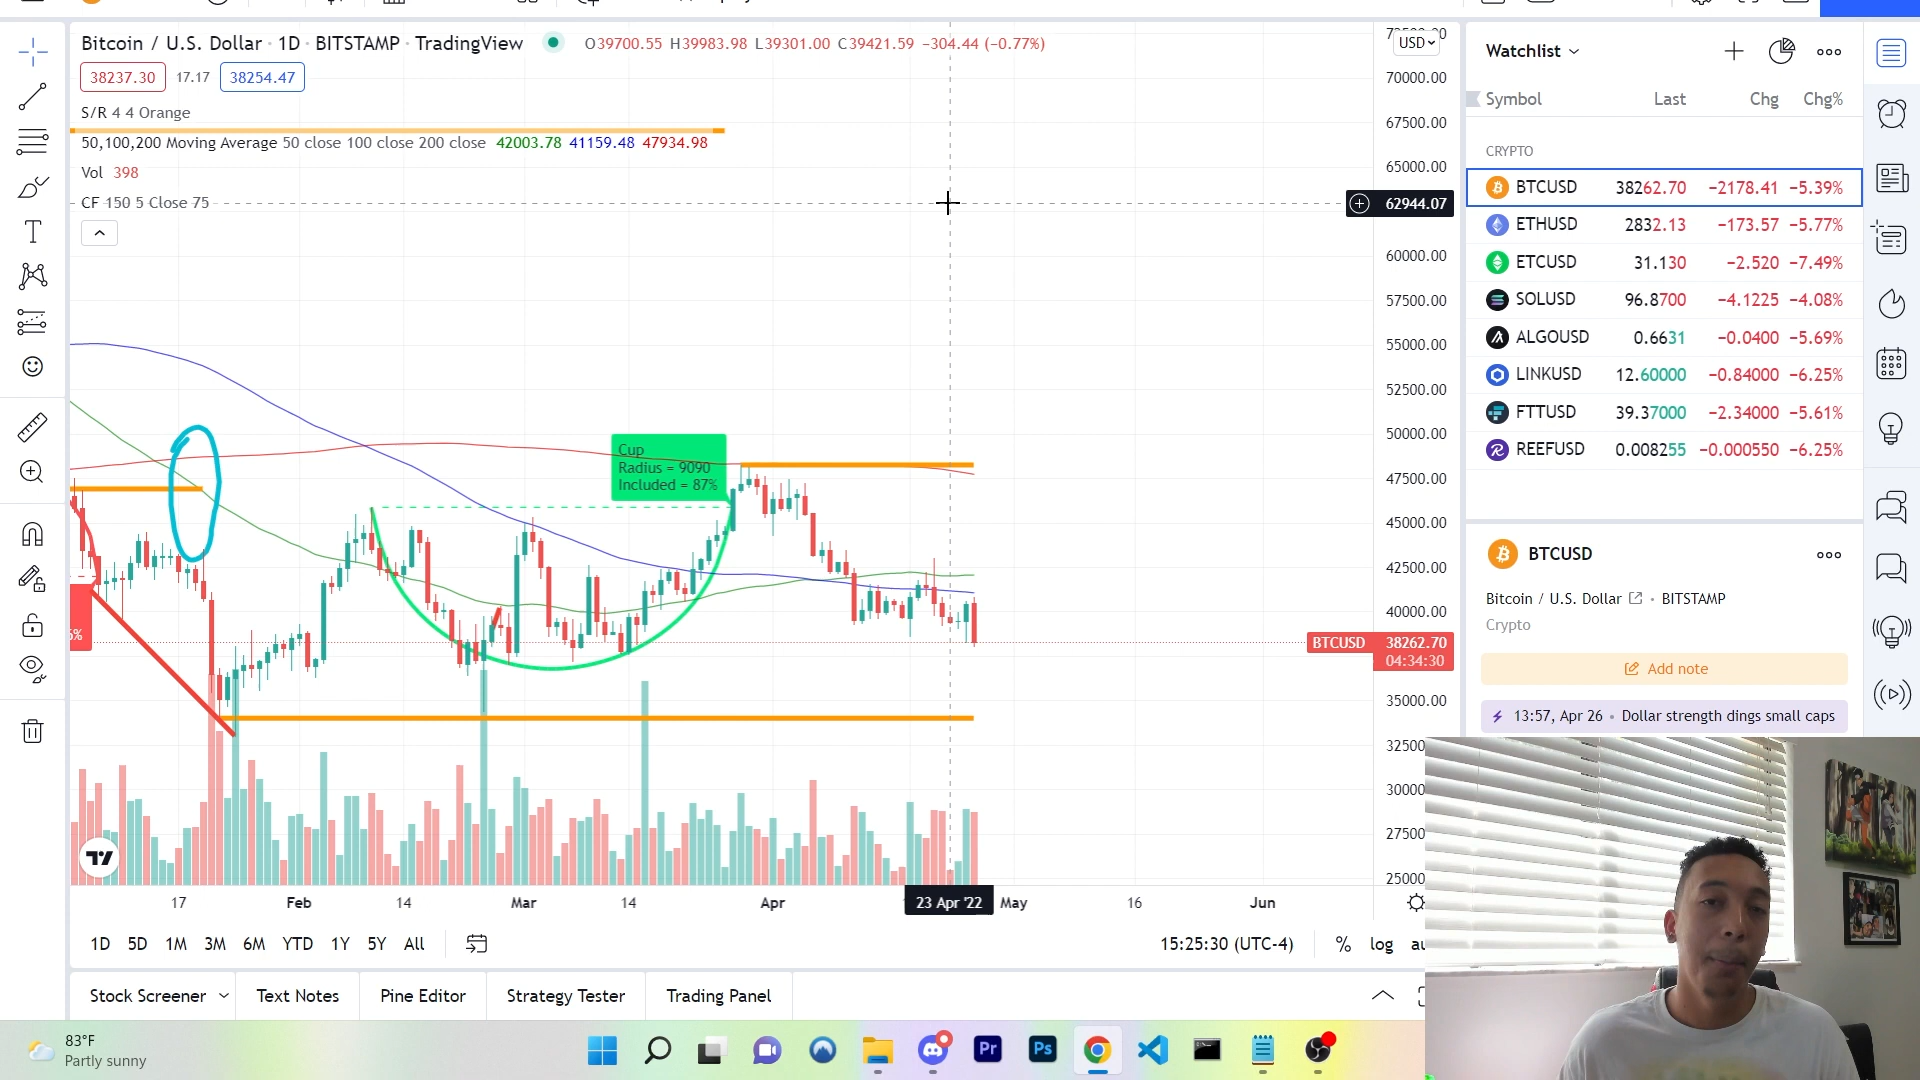 Bitcoin / U.S. Dollar · 1D · BITSTAMP · TradingView
O39700.55 H39983.98 L39301.00 C39421.59 −304.44 (−0.77%)
38237.30 17.17 38254.47
S/R 4 4 Orange
50,100,200 Moving Average 50 close 100 close 200 close 42003.78 41159.48 47934.98
Vol 398
CF 150 5 Close 75
Cup
Radius = 9090
Included = 87%
USD
70000.00
67500.00
65000.00
62944.07
60000.00
57500.00
55000.00
52500.00
50000.00
47500.00
45000.00
42500.00
40000.00
BTCUSD 38262.70
04:34:30
35000.00
32500
30000.00
27500
25000
17 Feb 14 Mar 14 Apr 23 Apr '22 May 16 Jun
1D 5D 1M 3M 6M YTD 1Y 5Y All
15:25:30 (UTC-4) % log
Stock Screener Text Notes Pine Editor Strategy Tester Trading Panel
Watchlist
Symbol Last Chg Chg%
CRYPTO
BTCUSD 38262.70 −2178.41 −5.39%
ETHUSD 2832.13 −173.57 −5.77%
ETCUSD 31.130 −2.520 −7.49%
SOLUSD 96.8700 −4.1225 −4.08%
ALGOUSD 0.6631 −0.0400 −5.69%
LINKUSD 12.60000 −0.84000 −6.25%
FTTUSD 39.37000 −2.34000 −5.61%
REEFUSD 0.008255 −0.000550 −6.25%
BTCUSD
Bitcoin / U.S. Dollar · BITSTAMP
Crypto
Add note
13:57, Apr 26 • Dollar strength dings small caps
83°F
Partly sunny
Pr
Ps